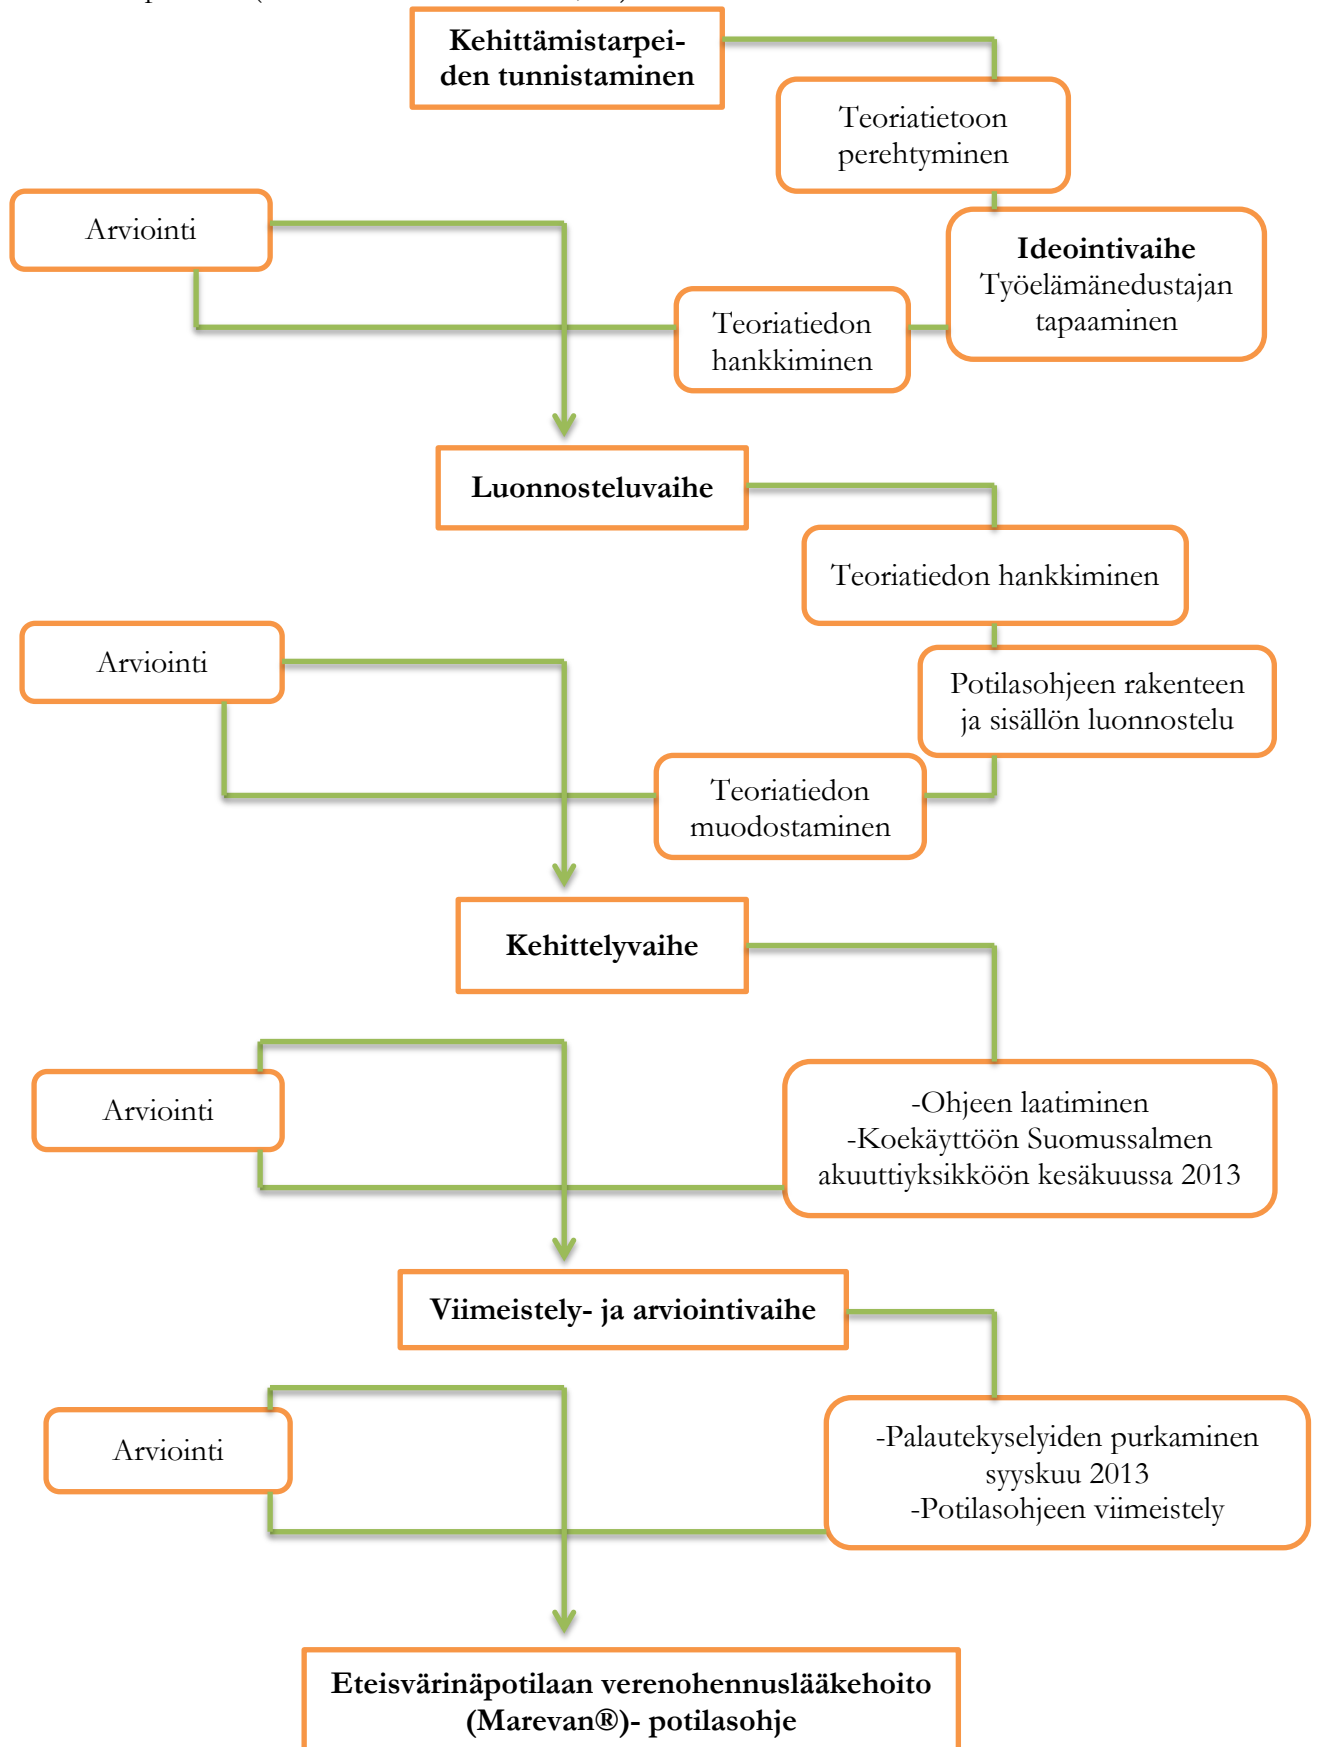 Kehittämistarpei-
den tunnistaminen
Teoriatietoon
perehtyminen
Arviointi
Ideointivaihe
Työelämänedustajan
tapaaminen
Teoriatiedon
hankkiminen
Luonnosteluvaihe
Teoriatiedon hankkiminen
Arviointi
Potilasohjeen rakenteen
ja sisällön luonnostelu
Teoriatiedon
muodostaminen
Kehittelyvaihe
Arviointi
-Ohjeen laatiminen
-Koekäyttöön Suomussalmen
akuuttiyksikköön kesäkuussa 2013
Viimeistely- ja arviointivaihe
Arviointi
-Palautekyselyiden purkaminen
syyskuu 2013
-Potilasohjeen viimeistely
Eteisvärinäpotilaan verenohennuslääkehoito
(Marevan®)- potilasohje